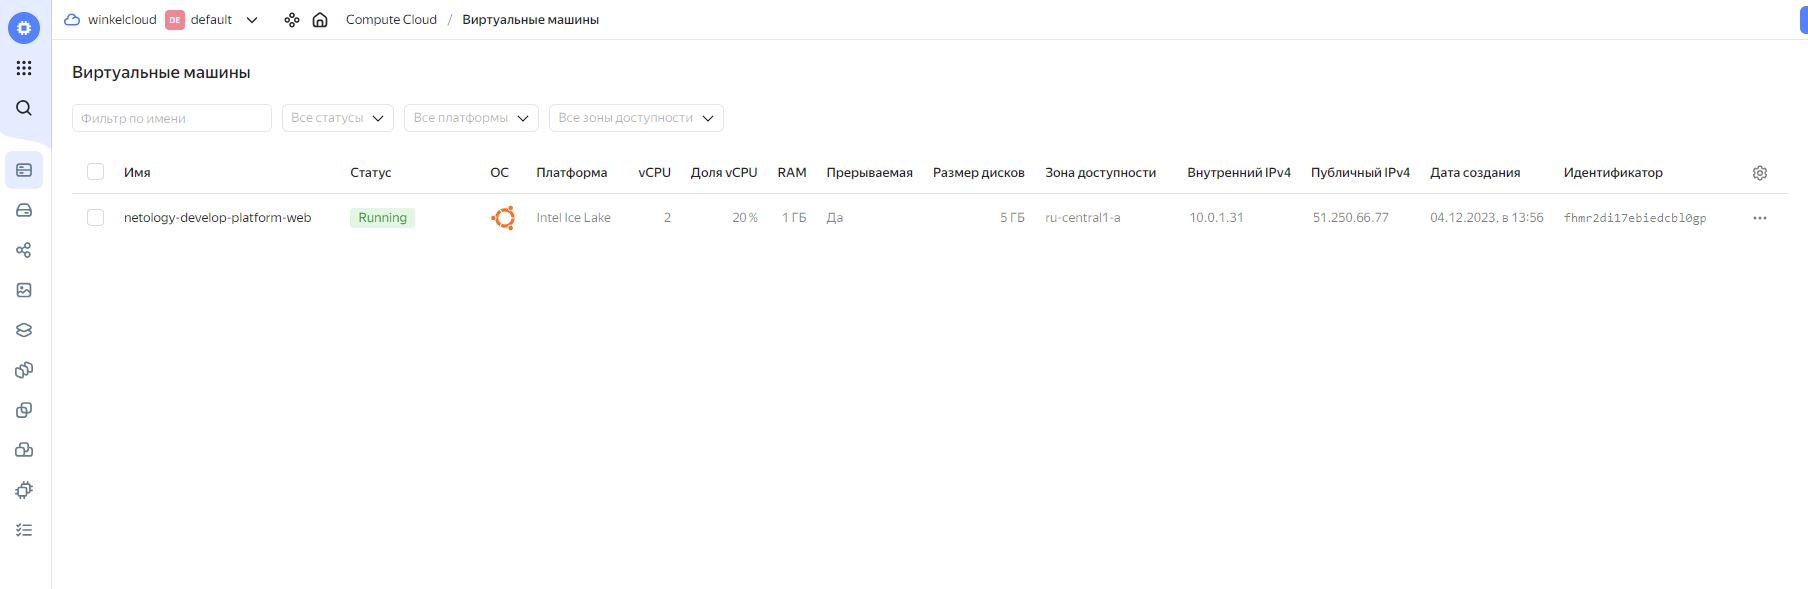 winkelcloud DE default Compute Cloud / Виртуальные машины
Виртуальные машины
Фильтр по имени Все статусы Все платформы Все зоны доступности
Имя Статус ОС Платформа vCPU Доля vCPU RAM Прерываемая Размер дисков Зона доступности Внутренний IPv4 Публичный IPv4 Дата создания Идентификатор
netology-develop-platform-web Running Intel Ice Lake 2 20 % 1 ГБ Да 5 ГБ ru-central1-a 10.0.1.31 51.250.66.77 04.12.2023, в 13:56 fhmr2di17ebiedcbl0gp